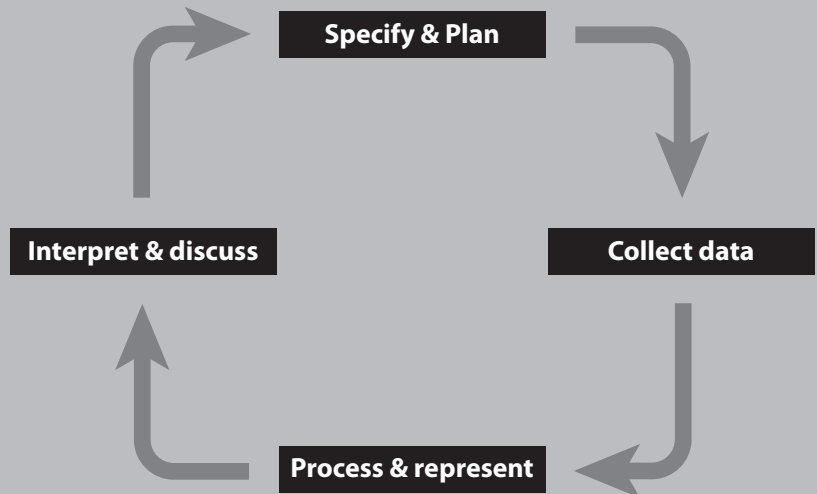 Specify & Plan
Interpret & discuss
Collect data
Process & represent